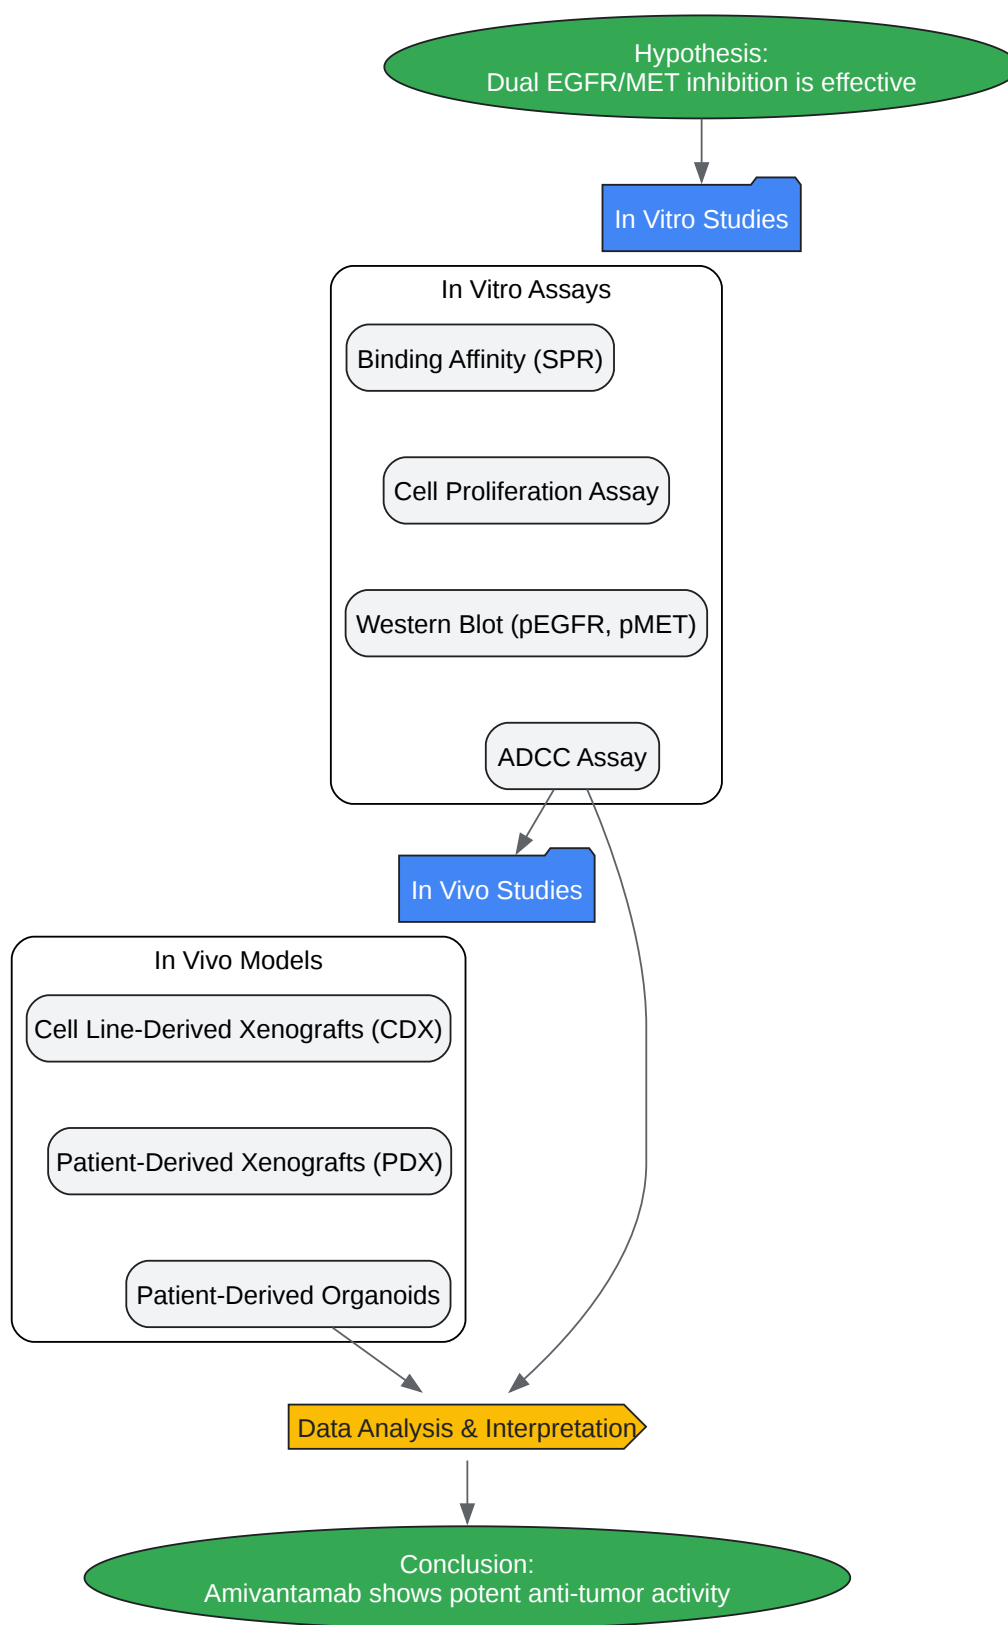 Hypothesis:
Dual EGFR/MET inhibition is effective
In Vitro Studies
In Vitro Assays
Binding Affinity (SPR)
Cell Proliferation Assay
Western Blot (pEGFR, pMET)
ADCC Assay
In Vivo Studies
In Vivo Models
Cell Line-Derived Xenografts (CDX)
Patient-Derived Xenografts (PDX)
Patient-Derived Organoids
Data Analysis & Interpretation
Conclusion:
Amivantamab shows potent anti-tumor activity